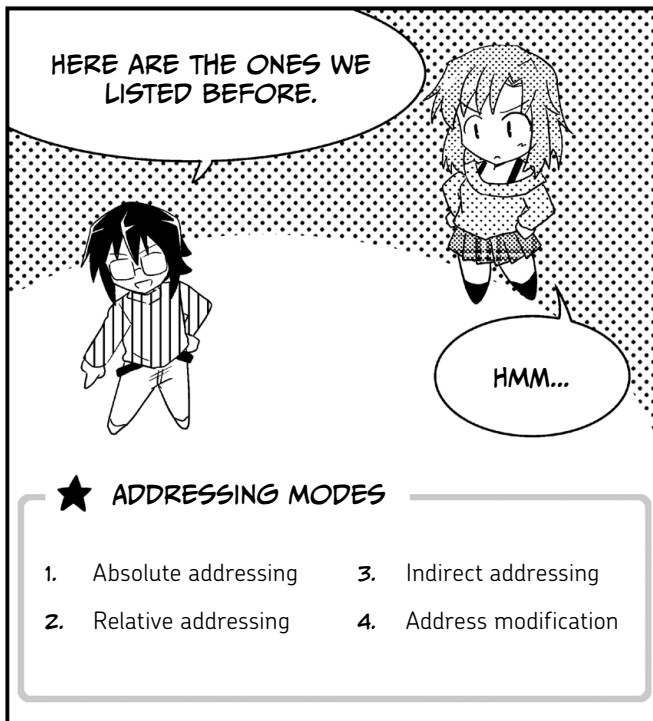 HERE ARE THE ONES WE
LISTED BEFORE.
HMM...
★ ADDRESSING MODES
1. Absolute addressing
2. Relative addressing
3. Indirect addressing
4. Address modification